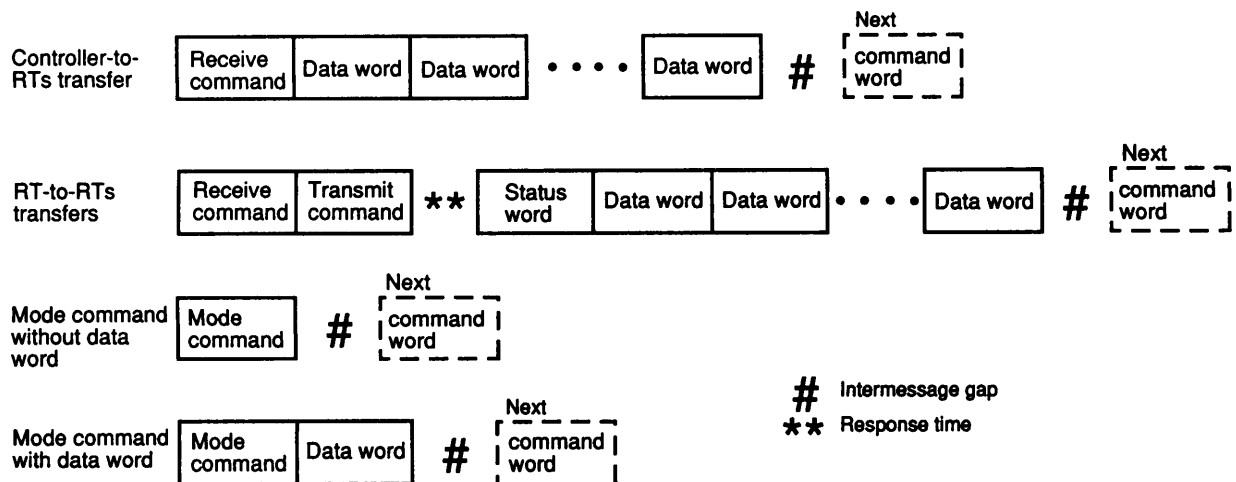 Controller-to-
RTs transfer
Receive
command
Data word
Data word
• • • •
Data word
#
Next
command
word
RT-to-RTs
transfers
Receive
command
Transmit
command
**
Status
word
Data word
Data word
• • • •
Data word
#
Next
command
word
Mode command
without data
word
Mode
command
#
Next
command
word
# Intermessage gap
** Response time
Mode command
with data word
Mode
command
Data word
#
Next
command
word